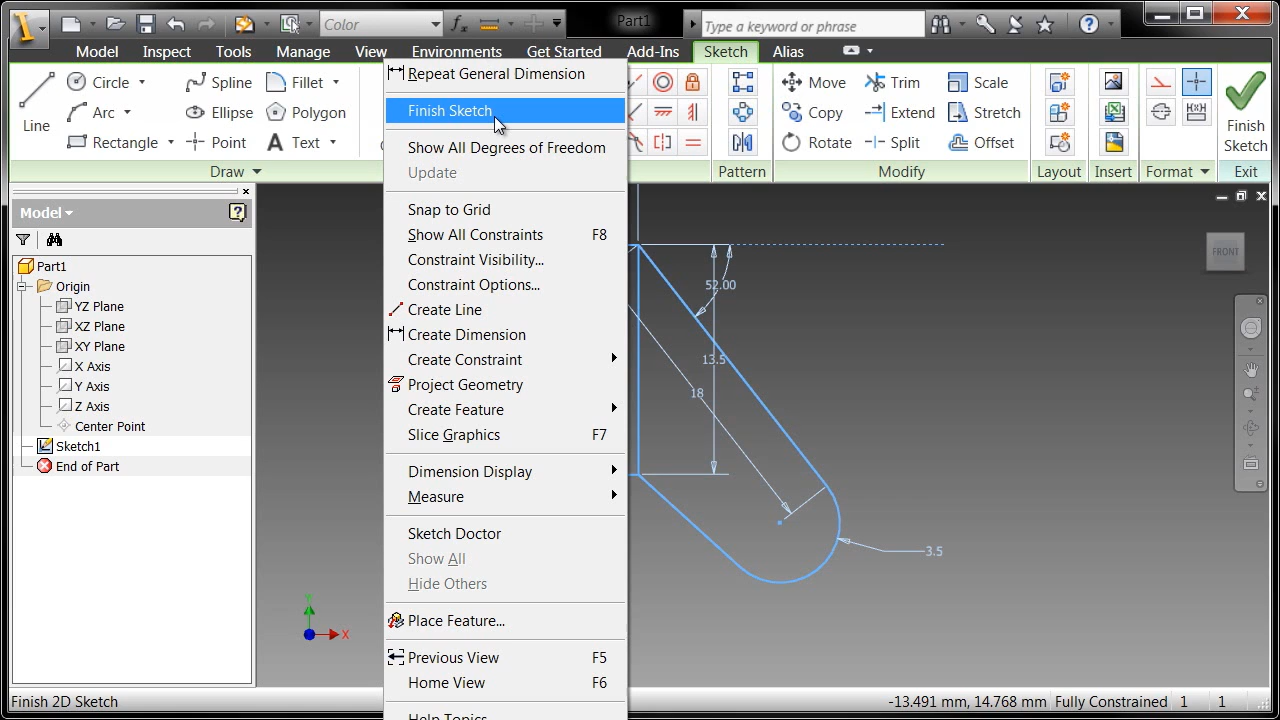 Color
Part1
Type a keyword or phrase
Model Inspect Tools Manage View Environments Get Started Add-Ins Sketch Alias
Line
Circle Spline Fillet
Arc Ellipse Polygon
Rectangle Point Text
Draw
Pattern
Move Trim Scale
Copy Extend Stretch
Rotate Split Offset
Modify
Layout
Insert
Format
Finish
Sketch
Exit
Repeat General Dimension
Finish Sketch
Show All Degrees of Freedom
Update
Snap to Grid
Show All Constraints F8
Constraint Visibility...
Constraint Options...
Create Line
Create Dimension
Create Constraint
Project Geometry
Create Feature
Slice Graphics F7
Dimension Display
Measure
Sketch Doctor
Show All
Hide Others
Place Feature...
Previous View F5
Home View F6
Help Topics
Model
Part1
Origin
YZ Plane
XZ Plane
XY Plane
X Axis
Y Axis
Z Axis
Center Point
Sketch1
End of Part
FRONT
52.00
13.5
18
3.5
Y
X
Finish 2D Sketch
-13.491 mm, 14.768 mm Fully Constrained 1 1